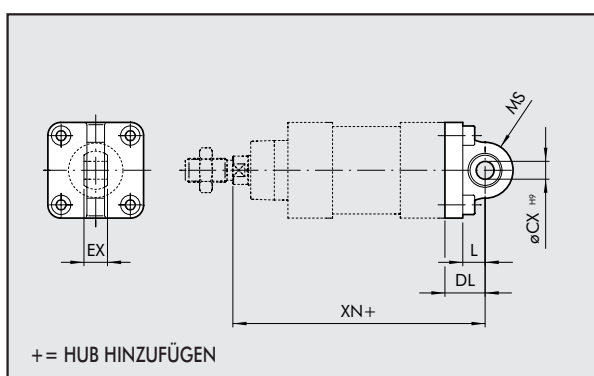 MS
EX
øCX H9
L
DL
XN+
+= HUB HINZUFÜGEN